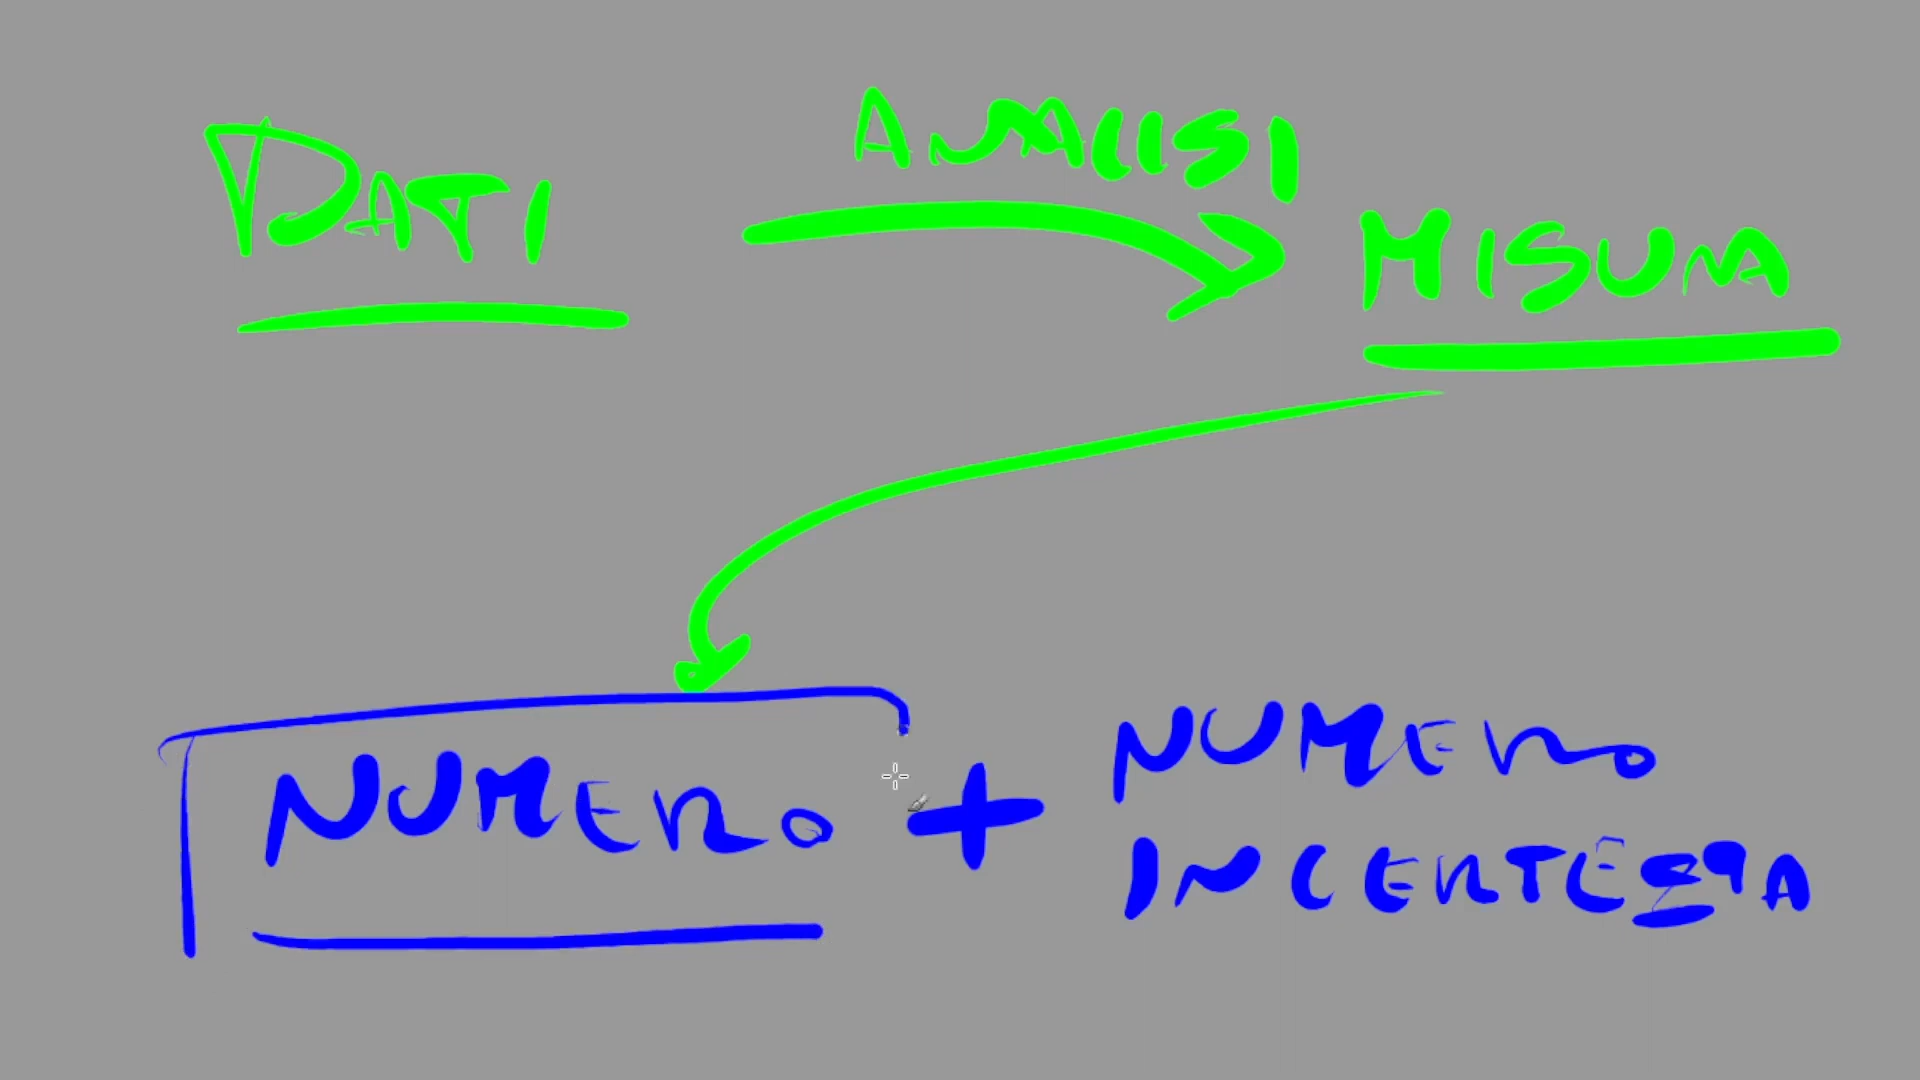 DATI
ANALISI
MISURA
NUMERO + NUMERO
INCERTEZZA